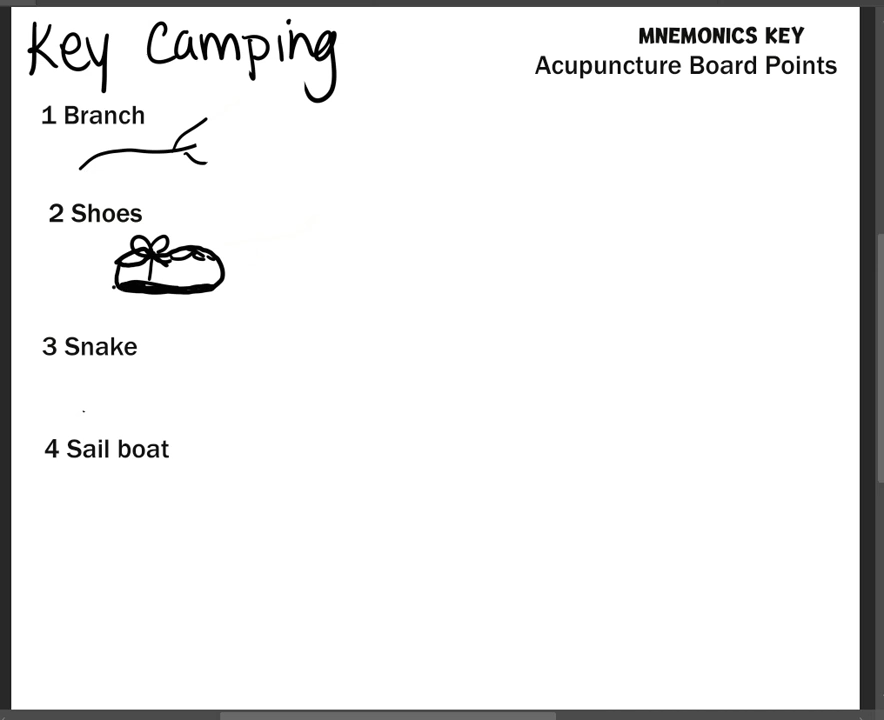 Key Camping
MNEMONICS KEY
Acupuncture Board Points
1 Branch
2 Shoes
3 Snake
4 Sail boat